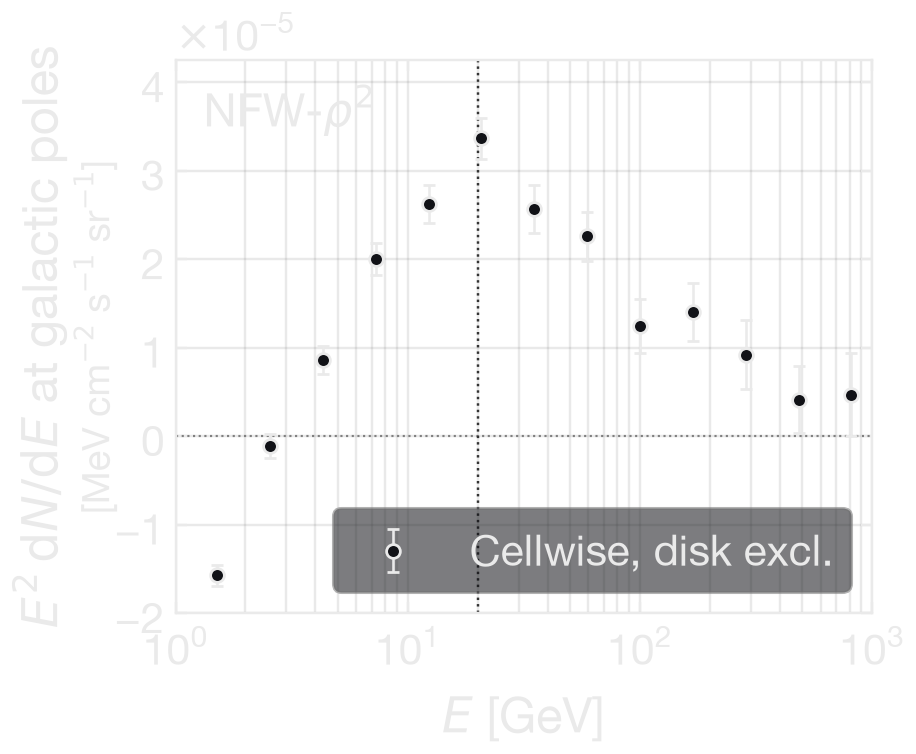 ×10⁻⁵
NFW-ρ²
4
3
2
1
0
−1
−2
E² dN/dE at galactic poles
[MeV cm⁻² s⁻¹ sr⁻¹]
Cellwise, disk excl.
10⁰
10¹
10²
10³
E [GeV]